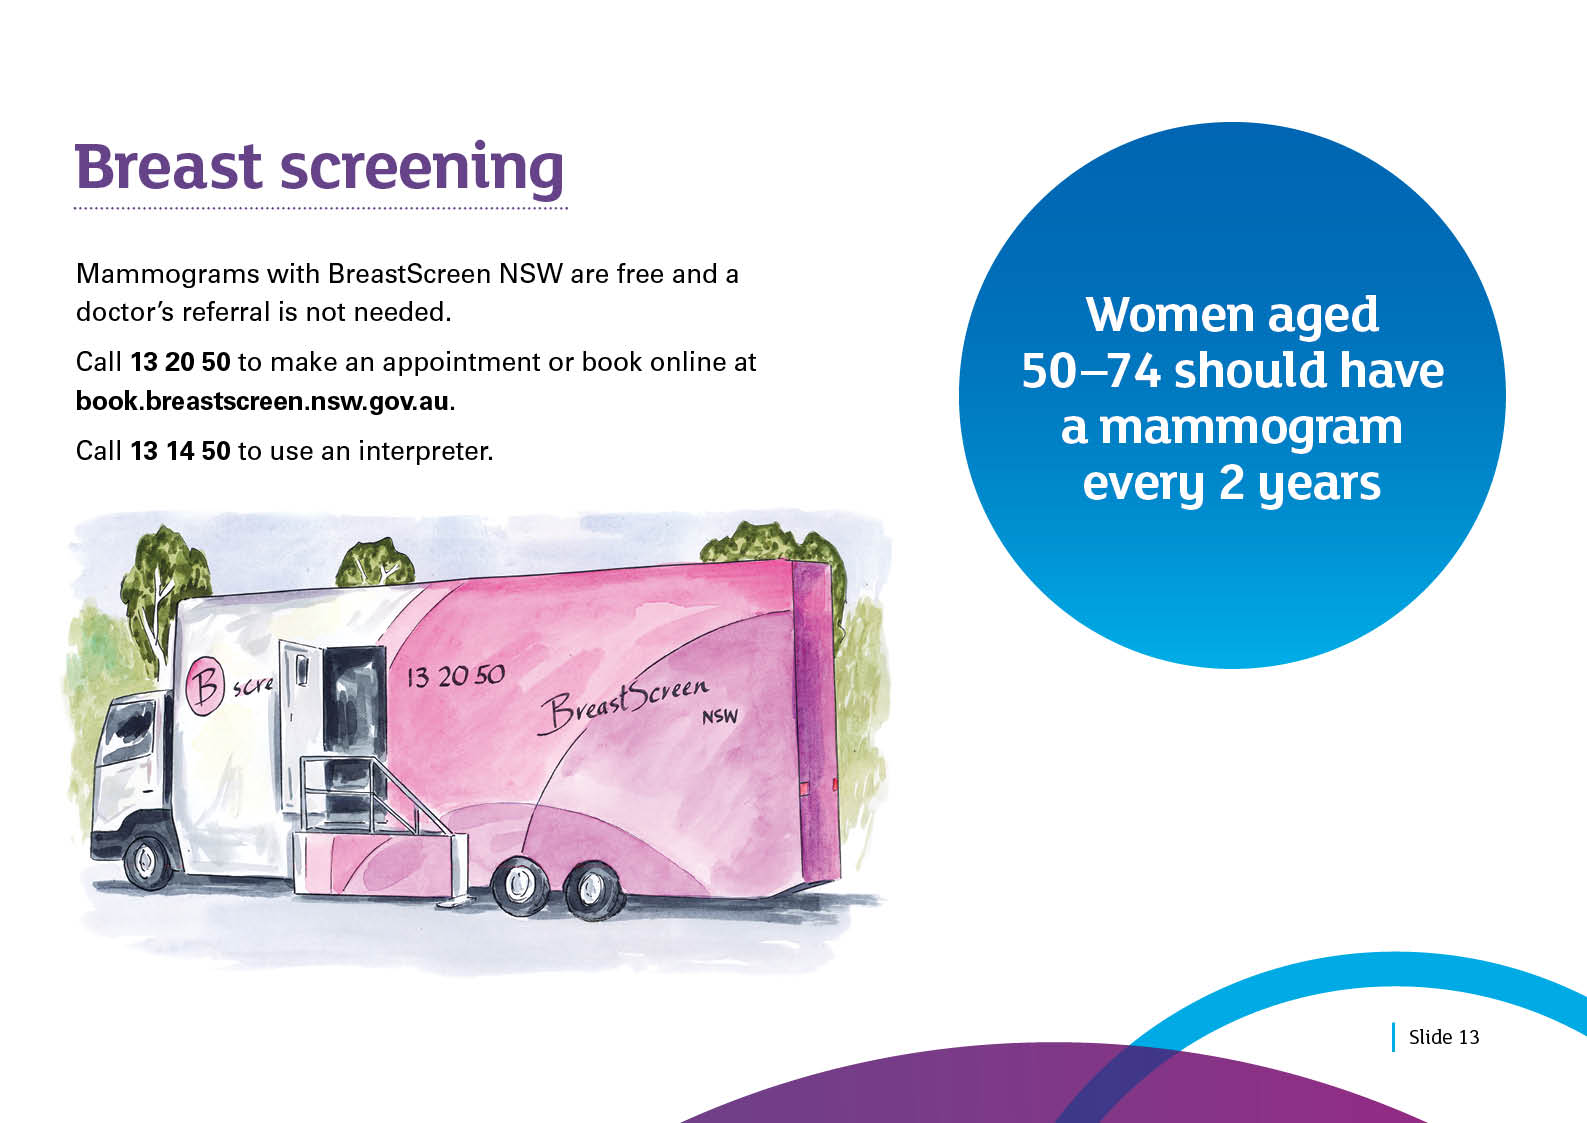 Breast screening
Mammograms with BreastScreen NSW are free and a
doctor’s referral is not needed.
Call 13 20 50 to make an appointment or book online at
book.breastscreen.nsw.gov.au.
Call 13 14 50 to use an interpreter.
Women aged
50–74 should have
a mammogram
every 2 years
B scre
13 20 50
BreastScreen
NSW
Slide 13